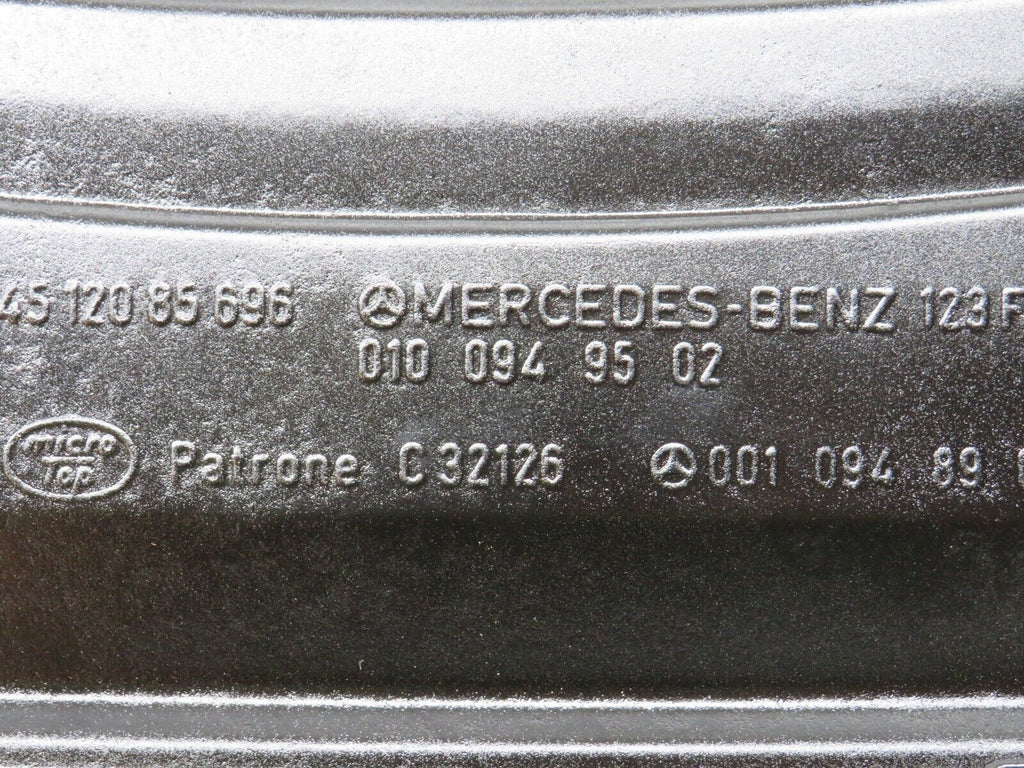 45 120 85 696 MERCEDES-BENZ 123 F
010 094 95 02
micro Top Patrone C 32126 001 094 89